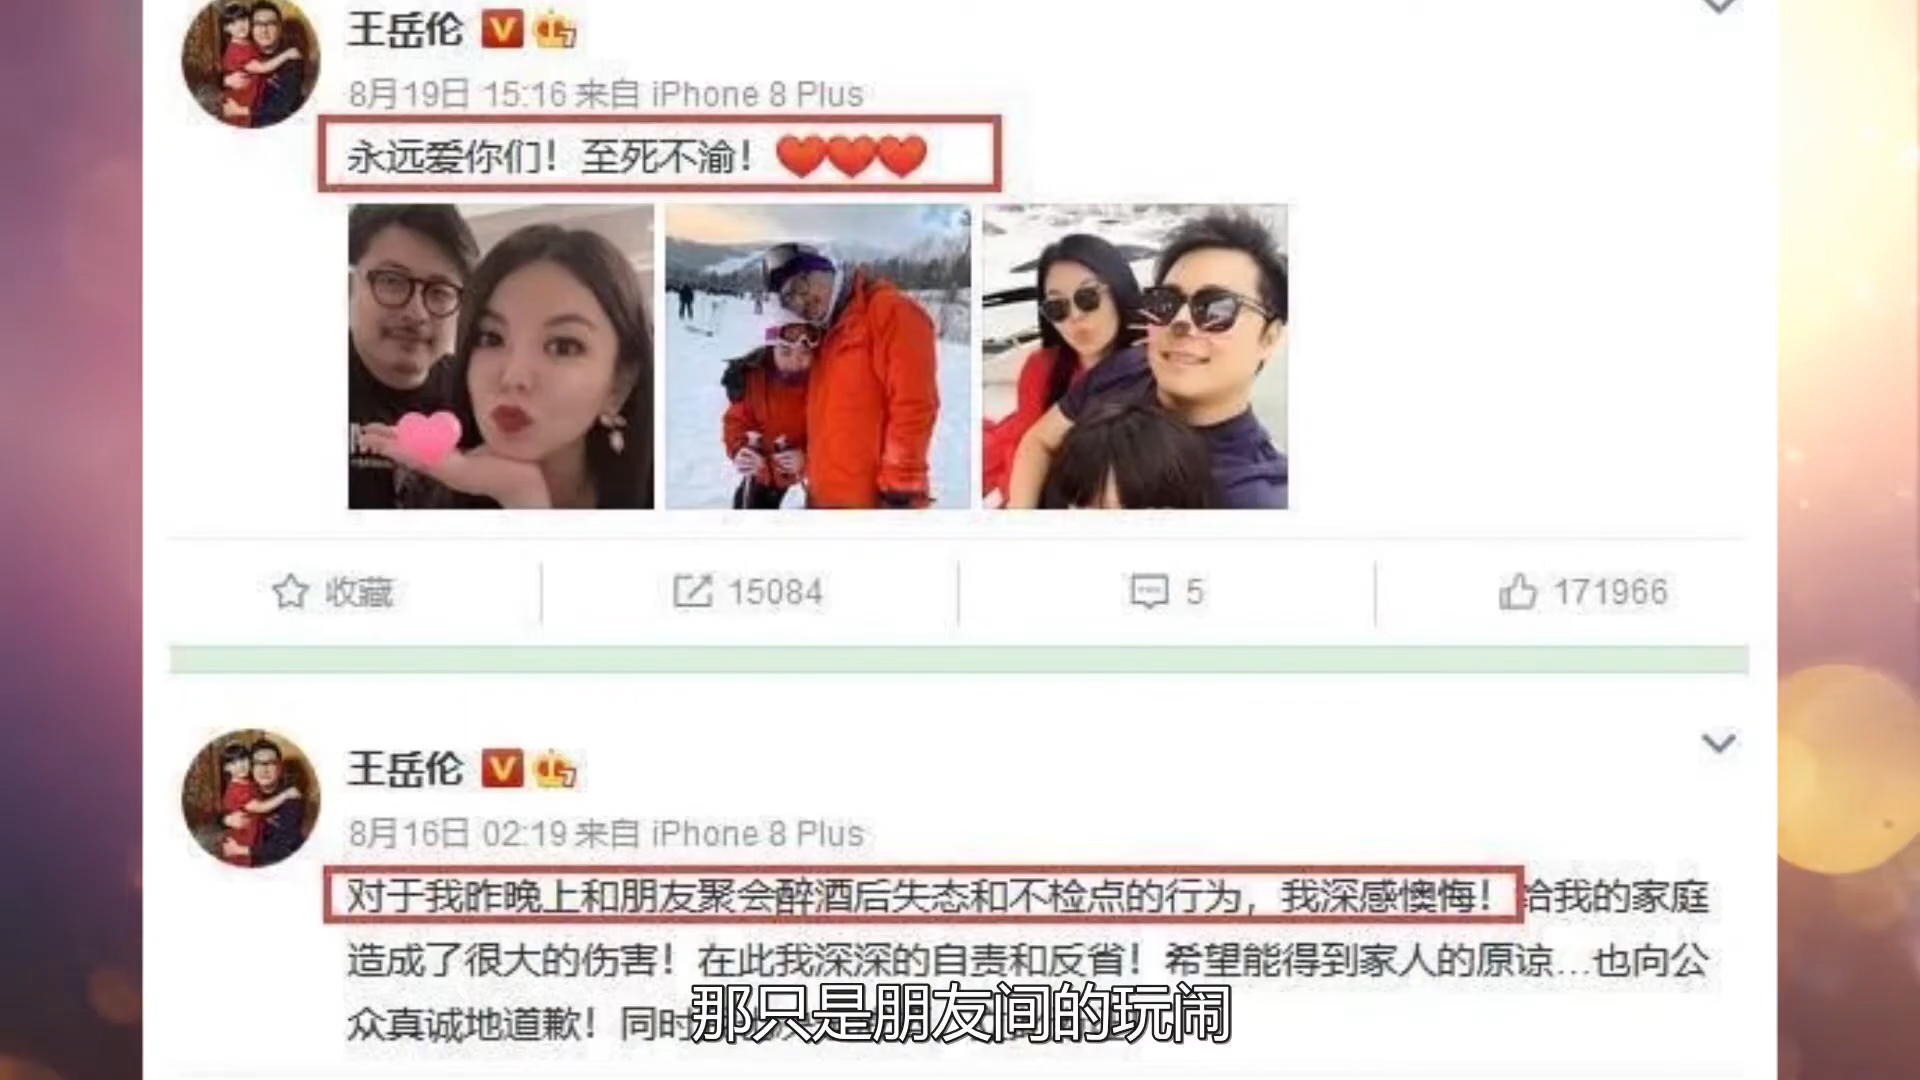 王岳伦
8月19日 15:16 来自 iPhone 8 Plus
永远爱你们！至死不渝！
收藏 15084 5 171966
王岳伦
8月16日 02:19 来自 iPhone 8 Plus
对于我昨晚上和朋友聚会醉酒后失态和不检点的行为，我深感懊悔！给我的家庭
造成了很大的伤害！在此我深深的自责和反省！希望能得到家人的原谅...也向公
众真诚地道歉！同时
那只是朋友间的玩闹